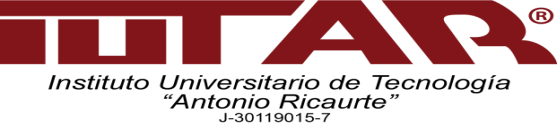 IUTAR®
Instituto Universitario de Tecnología
“Antonio Ricaurte”
J-30119015-7